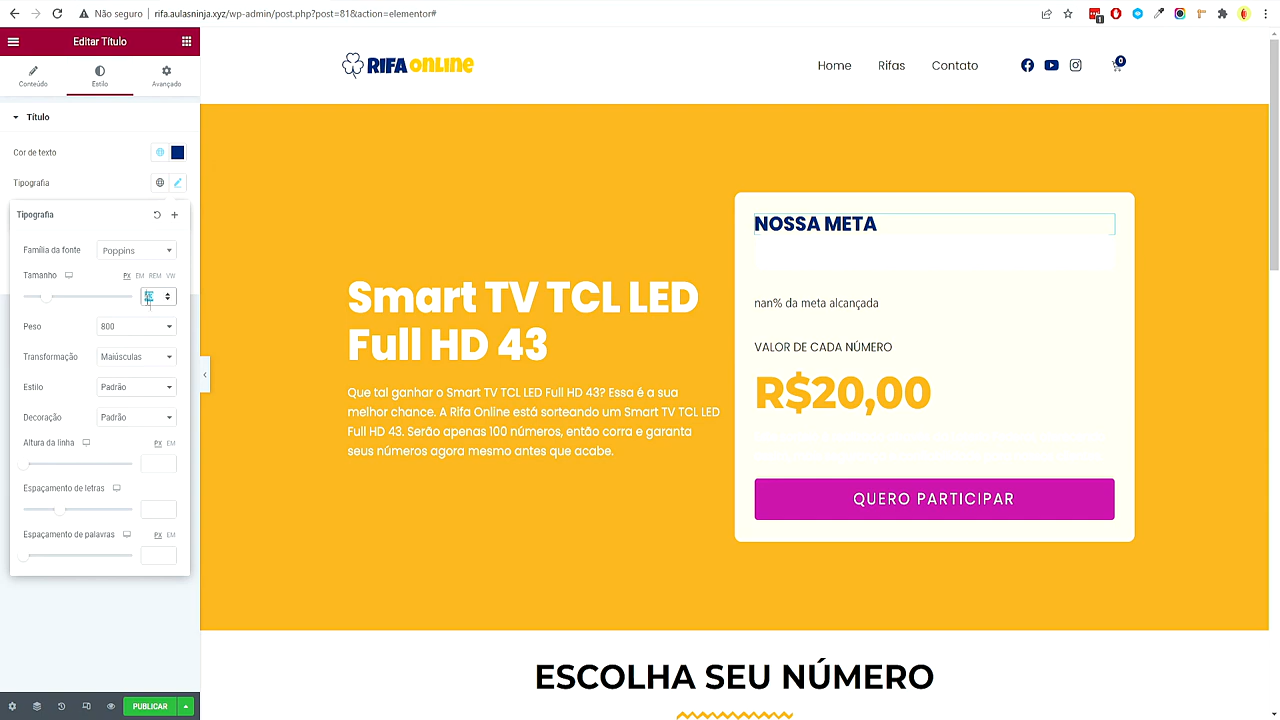 Não seguro | rifa.aulasninja.xyz/wp-admin/post.php?post=81&action=elementor#
1
Editar Título
Conteúdo
Estilo
Avançado
Título
Cor de texto
Tipografia
Tipografia
Família da fonte
Poppins
Tamanho
PX EM REM VW
Peso
800
Transformação
Maiúsculas
Estilo
Padrão
Decoração
Padrão
Altura da linha
PX EM
Espaçamento de letras
Espaçamento de palavras
PX EM
PUBLICAR
RIFA ONLINE
Home
Rifas
Contato
0
Smart TV TCL LED
Full HD 43
Que tal ganhar o Smart TV TCL LED Full HD 43? Essa é a sua
melhor chance. A Rifa Online está sorteando um Smart TV TCL LED
Full HD 43. Serão apenas 100 números, então corra e garanta
seus números agora mesmo antes que acabe.
NOSSA META
nan% da meta alcançada
VALOR DE CADA NÚMERO
R$20,00
QUERO PARTICIPAR
ESCOLHA SEU NÚMERO